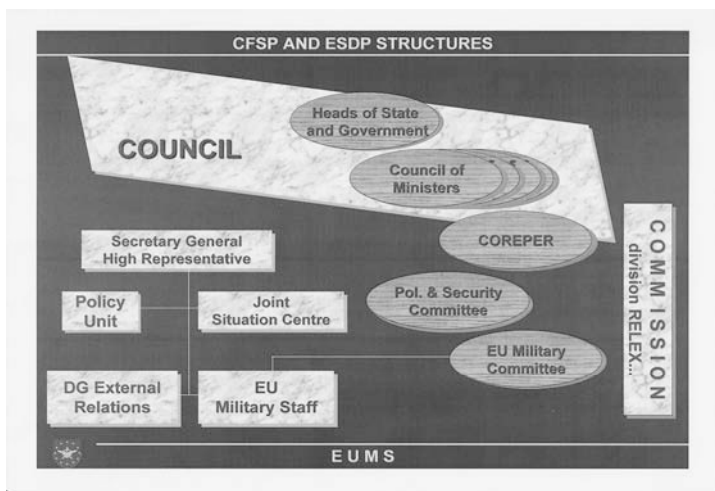 CFSP AND ESDP STRUCTURES
Heads of State
and Government
COUNCIL
Council of
Ministers
COREPER
Secretary General
High Representative
Policy
Unit
Joint
Situation Centre
Pol. & Security
Committee
EU Military
Committee
DG External
Relations
EU
Military Staff
COMMISSION
division RELEX...
EUMS